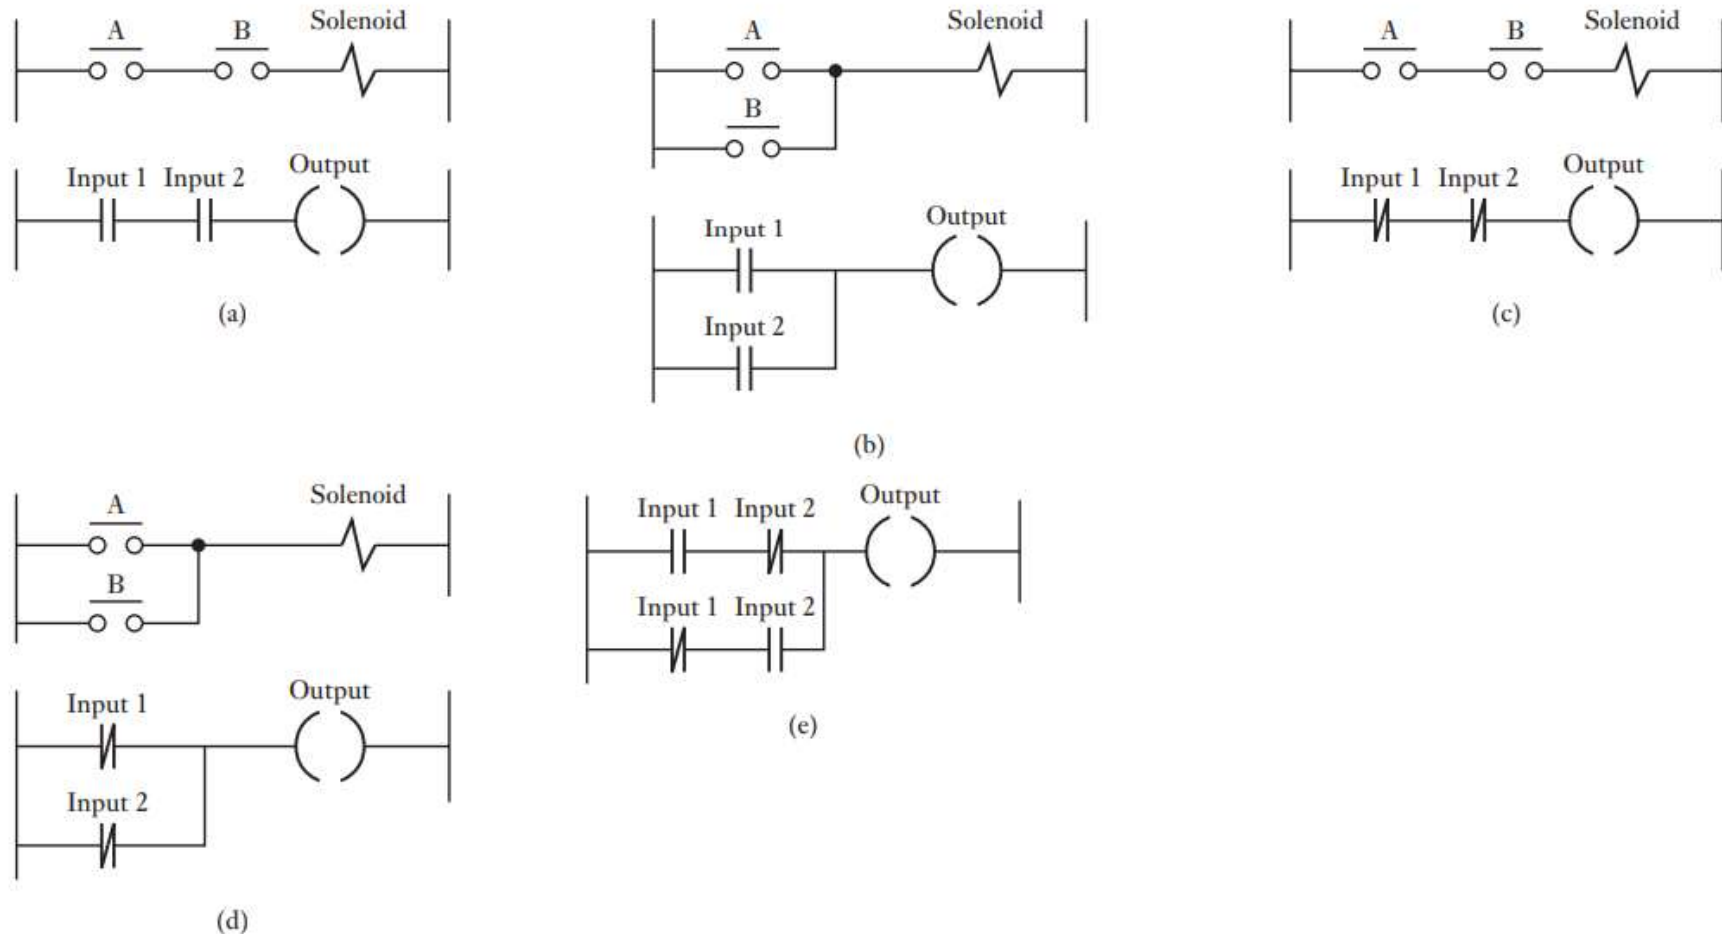 A B Solenoid
Input 1 Input 2 Output
(a)
A Solenoid
B
Input 1 Output
Input 2
(b)
A B Solenoid
Input 1 Input 2 Output
(c)
A Solenoid
B
Input 1 Output
Input 2
(d)
Input 1 Input 2 Output
Input 1 Input 2
(e)